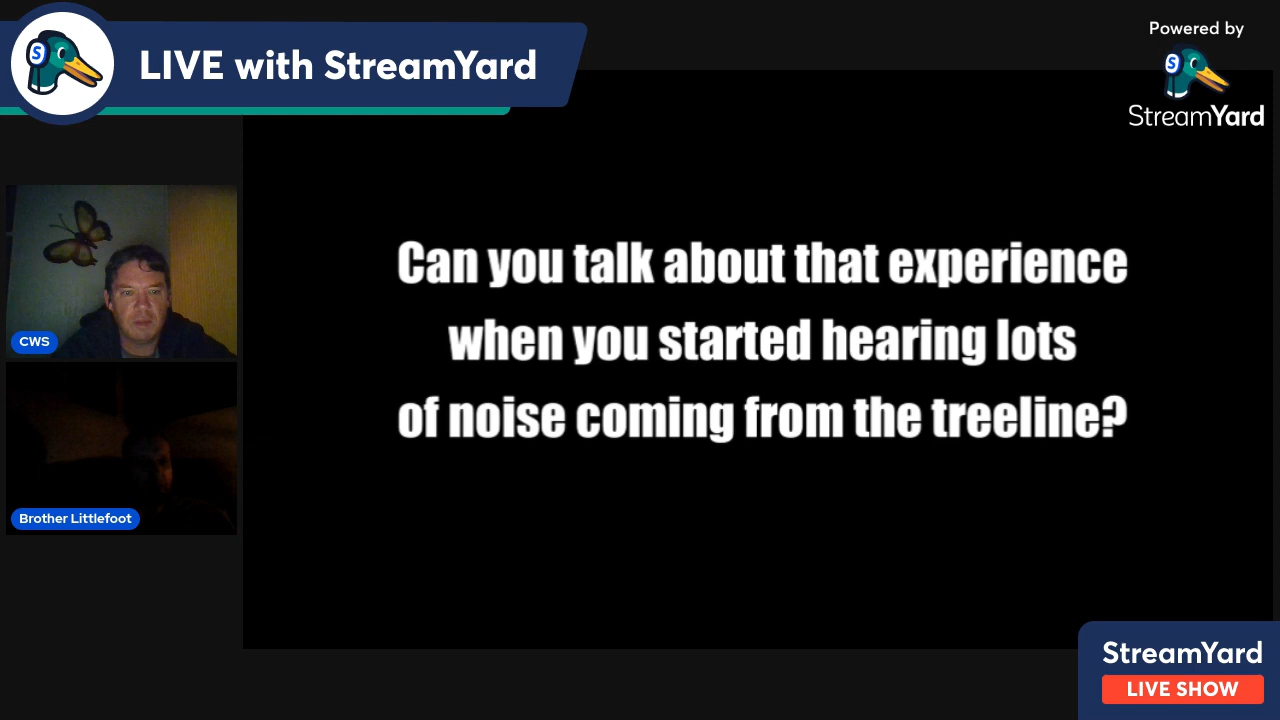 LIVE with StreamYard
Powered by
StreamYard
S
S
Can you talk about that experience
when you started hearing lots
of noise coming from the treeline?
CWS
Brother Littlefoot
StreamYard
LIVE SHOW